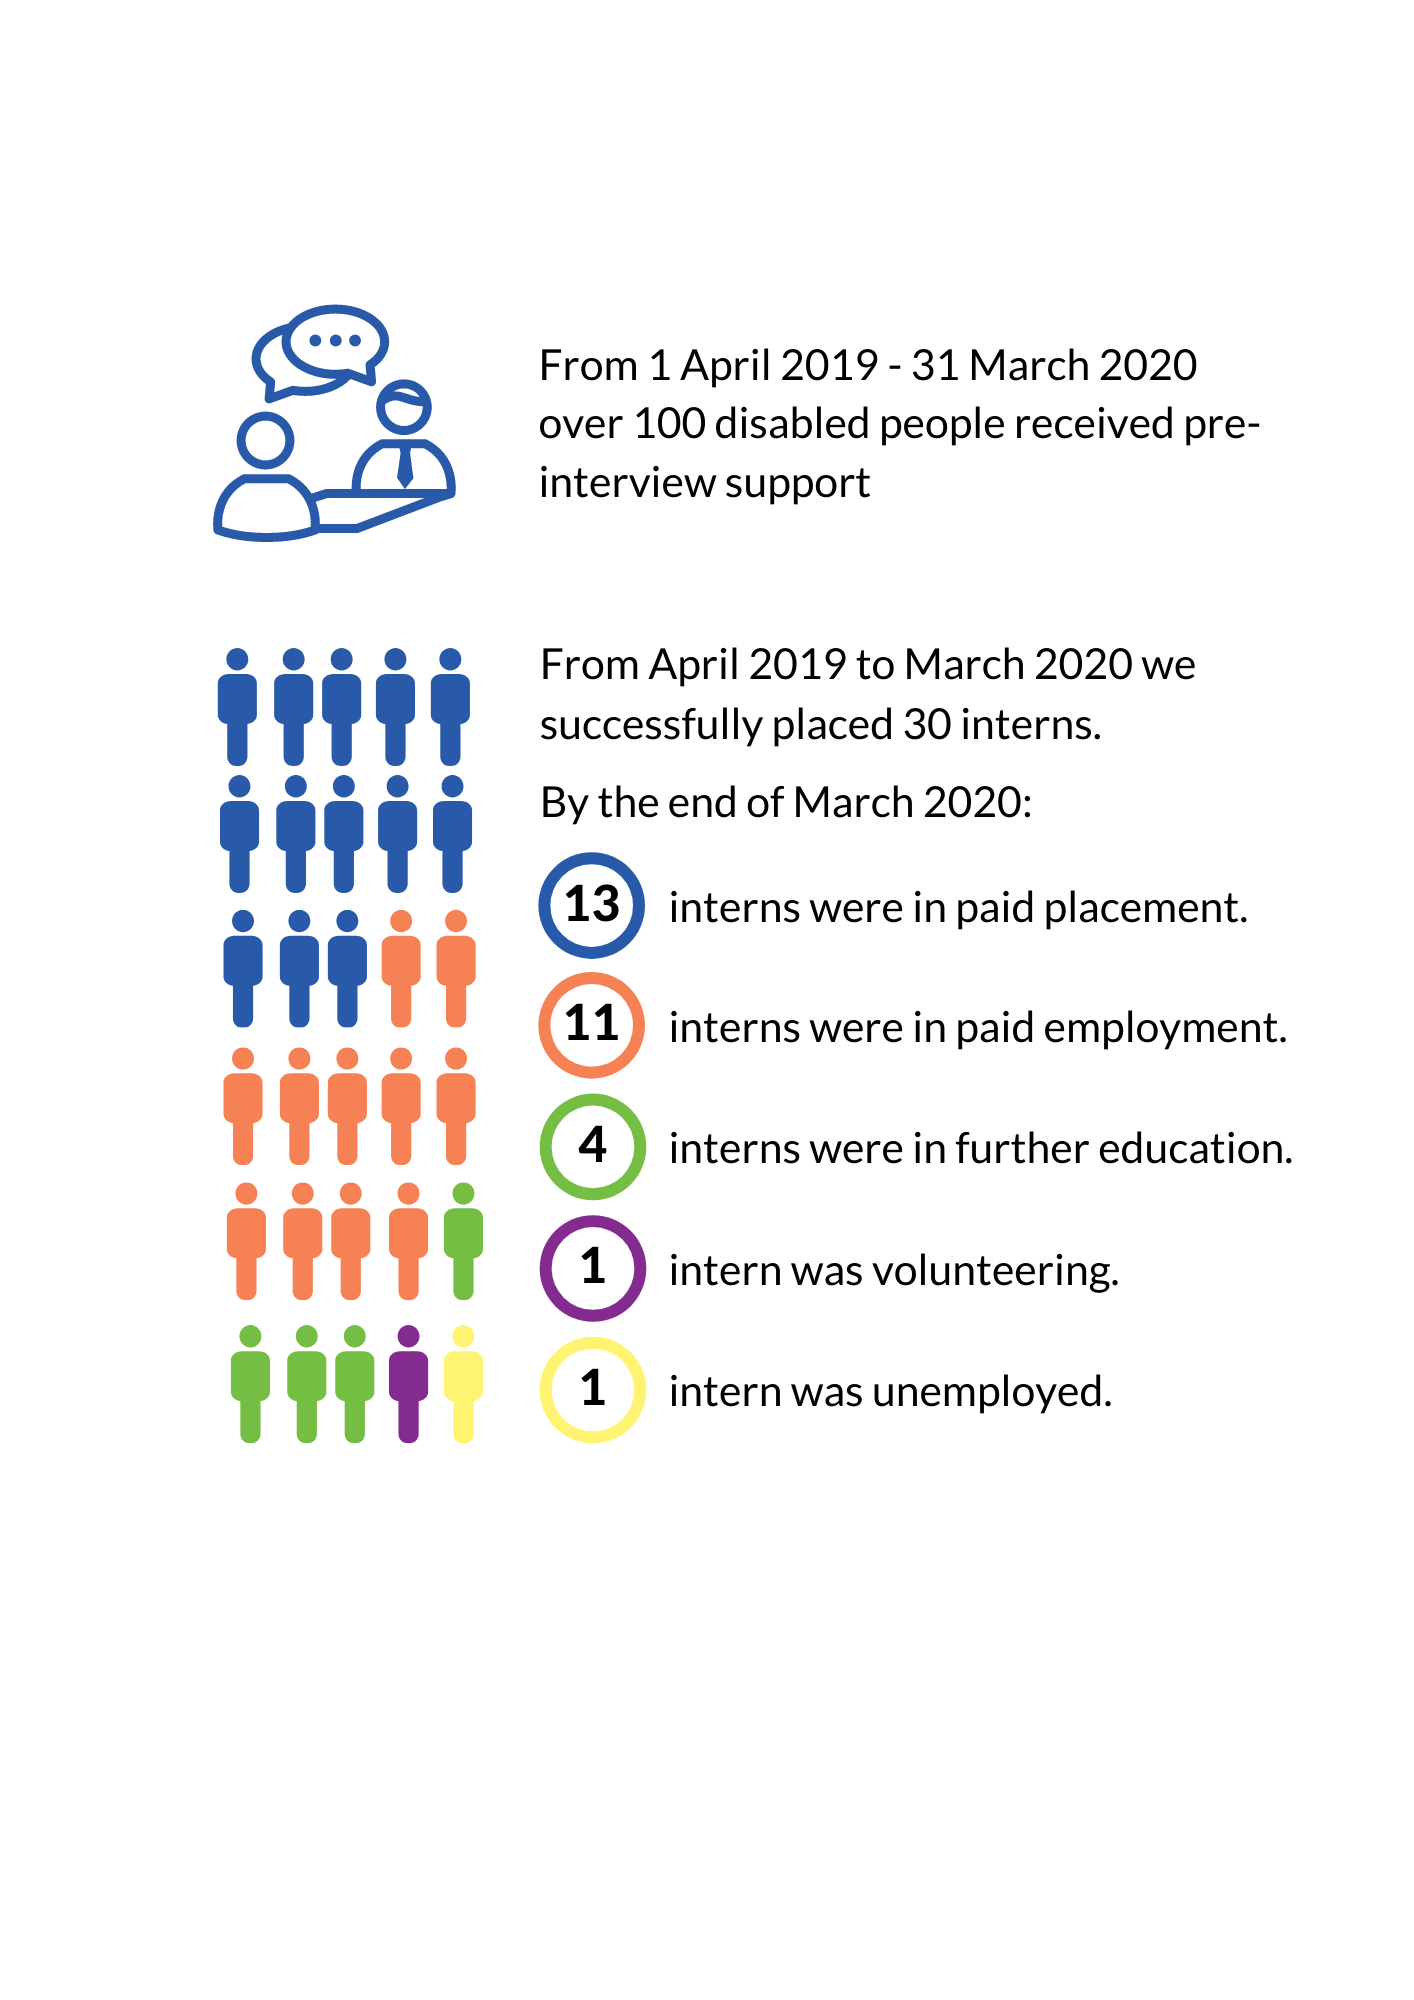 From 1 April 2019 - 31 March 2020
over 100 disabled people received pre-
interview support
From April 2019 to March 2020 we
successfully placed 30 interns.
By the end of March 2020:
13 interns were in paid placement.
11 interns were in paid employment.
4 interns were in further education.
1 intern was volunteering.
1 intern was unemployed.